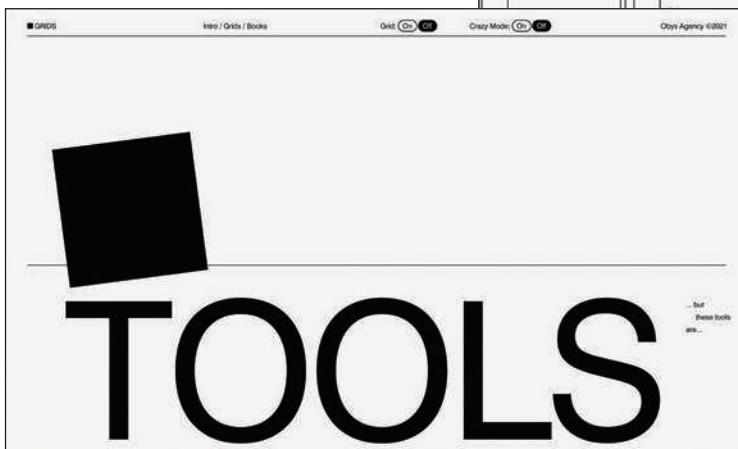 GRIDS
Intro / Grids / Books
Grid: On Off
Crazy Mode: On Off
Obys Agency ©2021
... but
these tools
are...
TOOLS